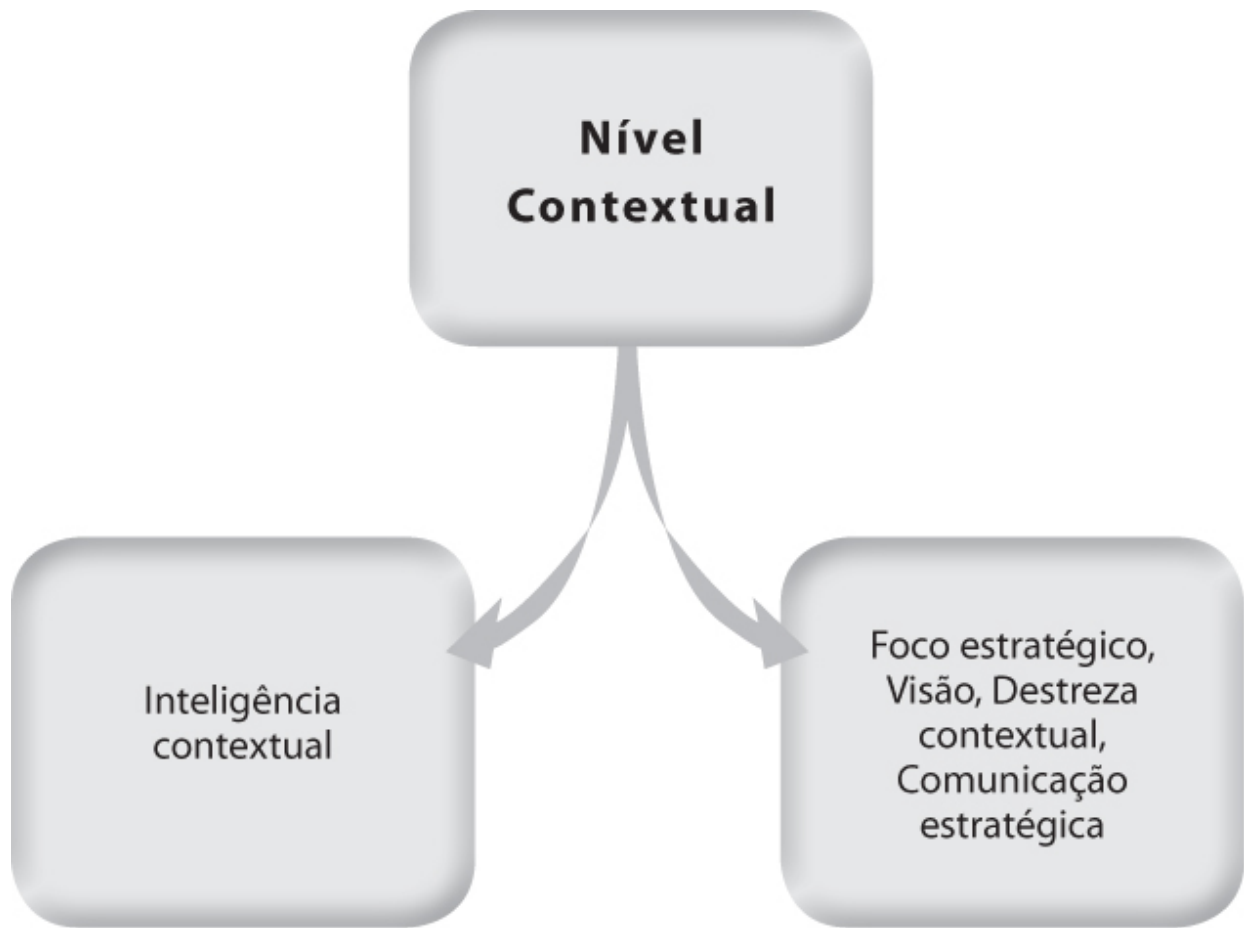 Nível
Contextual
Inteligência
contextual
Foco estratégico,
Visão, Destreza
contextual,
Comunicação
estratégica